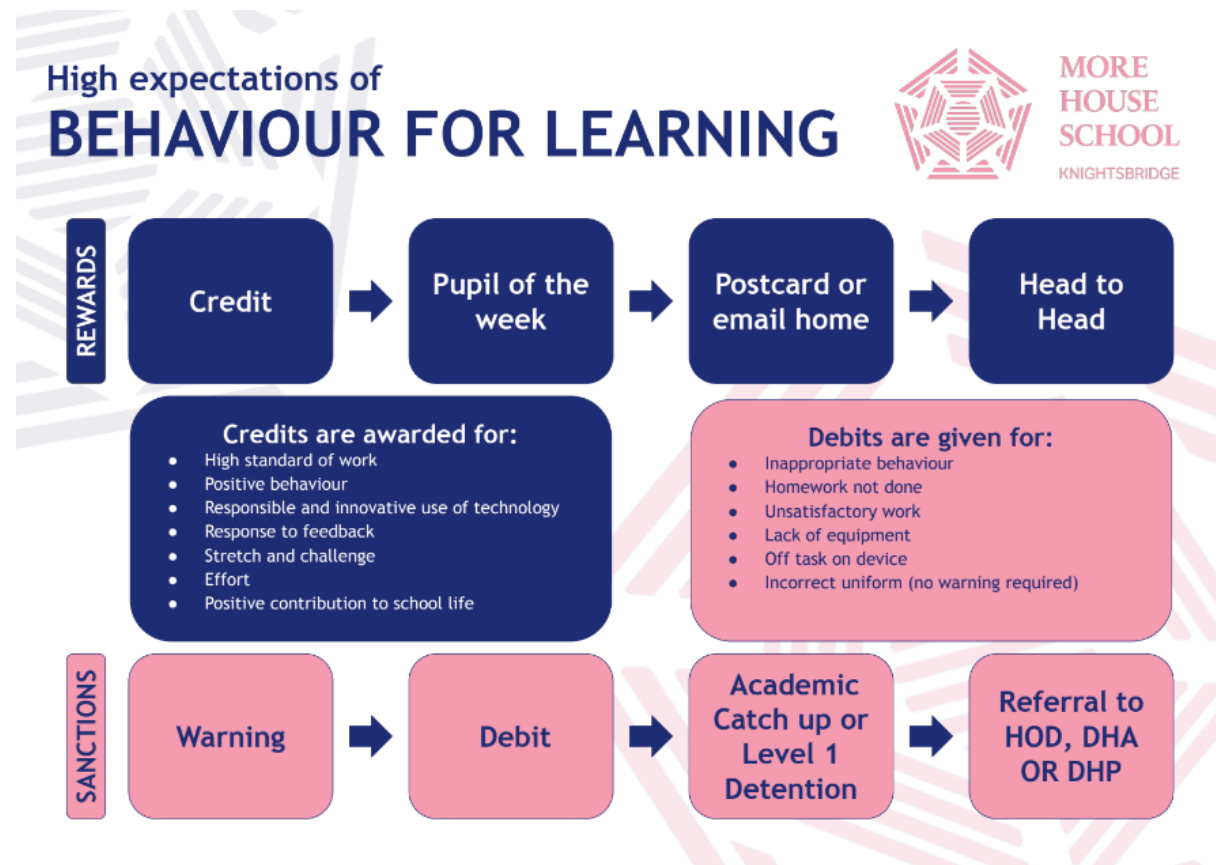 High expectations of
BEHAVIOUR FOR LEARNING
MORE
HOUSE
SCHOOL
KNIGHTSBRIDGE
REWARDS
Credit
Pupil of the
week
Postcard or
email home
Head to
Head
Credits are awarded for:
● High standard of work
● Positive behaviour
● Responsible and innovative use of technology
● Response to feedback
● Stretch and challenge
● Effort
● Positive contribution to school life
Debits are given for:
● Inappropriate behaviour
● Homework not done
● Unsatisfactory work
● Lack of equipment
● Off task on device
● Incorrect uniform (no warning required)
SANCTIONS
Warning
Debit
Academic
Catch up or
Level 1
Detention
Referral to
HOD, DHA
OR DHP